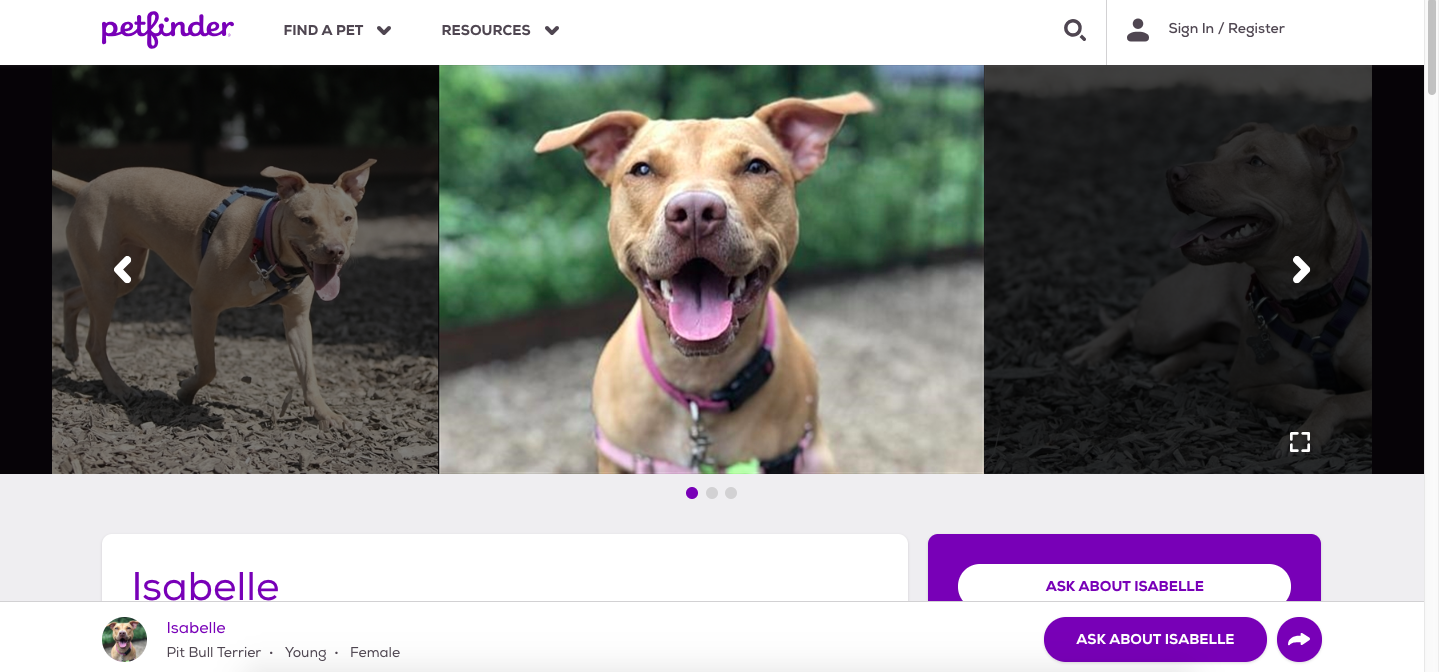 petfinder
FIND A PET
RESOURCES
Sign In / Register
Isabelle
ASK ABOUT ISABELLE
Isabelle
Pit Bull Terrier • Young • Female
ASK ABOUT ISABELLE